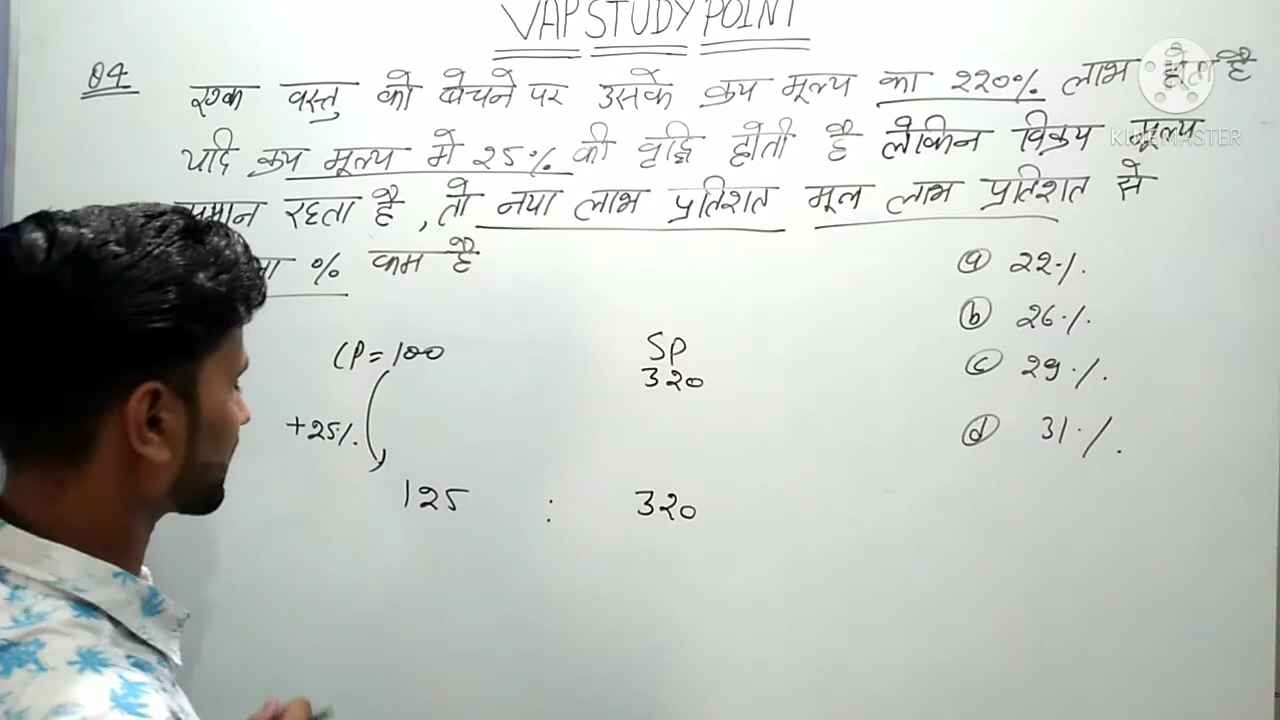 VAP STUDY POINT
Q4 एक वस्तु को बेचने पर उसके क्रय मूल्य का 220% लाभ होता है
यदि क्रय मूल्य में 25% की वृद्धि होती है लेकिन विक्रय मूल्य
समान रहता है, तो नया लाभ प्रतिशत मूल लाभ प्रतिशत से
% कम है
ⓐ 22%
ⓑ 26%
ⓒ 29%
ⓓ 31%
CP = 100 SP
320
+25%
125 : 320
KINEMASTER